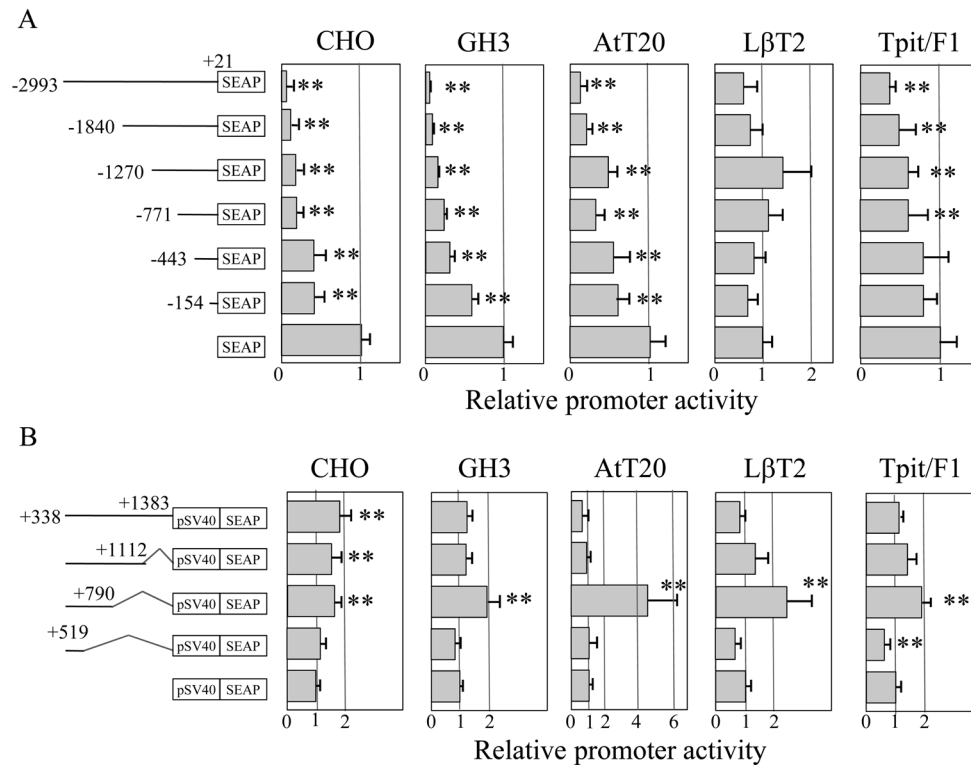 A
CHO GH3 AtT20 LβT2 Tpit/F1
+21
-2993 SEAP ** ** ** **
-1840 SEAP ** ** ** **
-1270 SEAP ** ** ** **
-771 SEAP ** ** ** **
-443 SEAP ** ** **
-154 SEAP ** ** **
SEAP
0 1 0 1 0 1 0 1 2 0 1
Relative promoter activity
B
CHO GH3 AtT20 LβT2 Tpit/F1
+1383
+338 pSV40 SEAP **
+1112 pSV40 SEAP **
+790 pSV40 SEAP ** ** ** ** **
+519 pSV40 SEAP **
pSV40 SEAP
0 1 2 0 1 2 0 1 2 4 6 0 1 2 0 1 2
Relative promoter activity